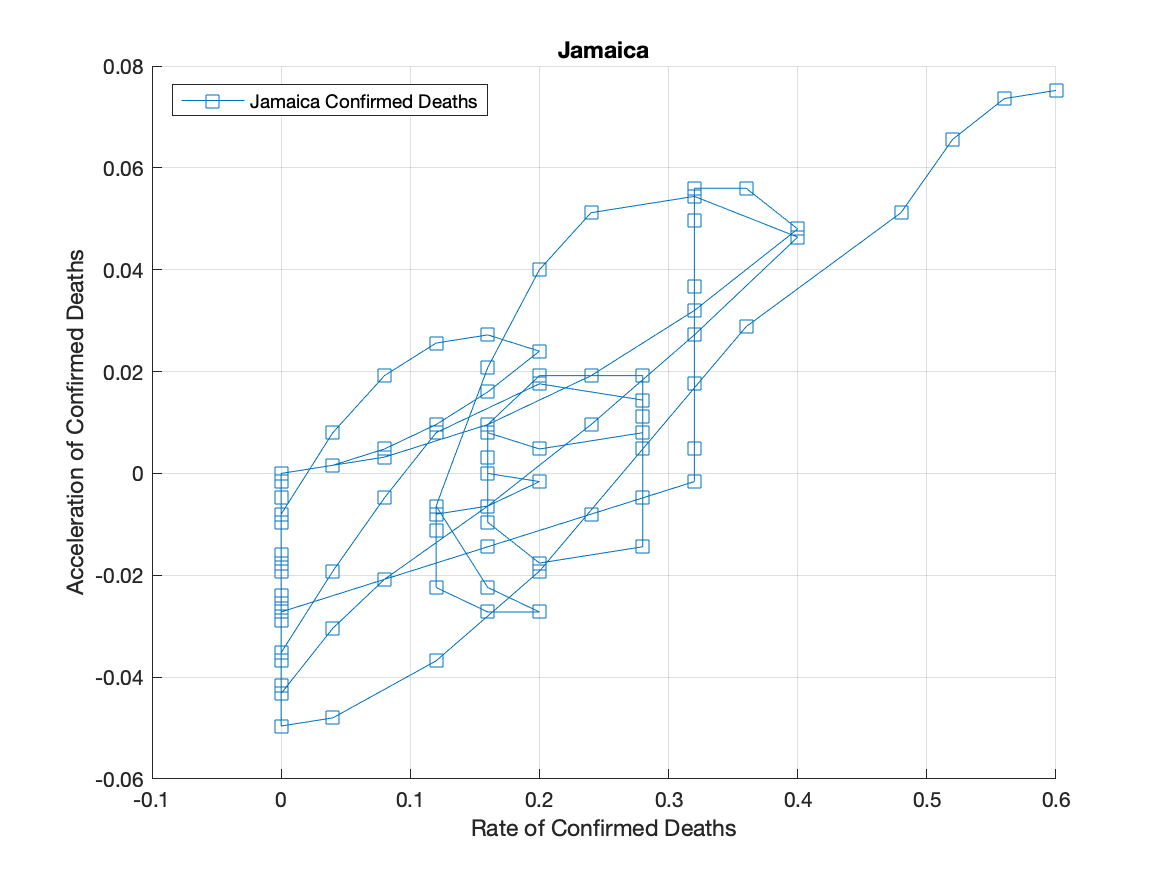 Jamaica
Jamaica Confirmed Deaths
0.08
0.06
0.04
0.02
0
-0.02
-0.04
-0.06
Acceleration of Confirmed Deaths
-0.1 0 0.1 0.2 0.3 0.4 0.5 0.6
Rate of Confirmed Deaths